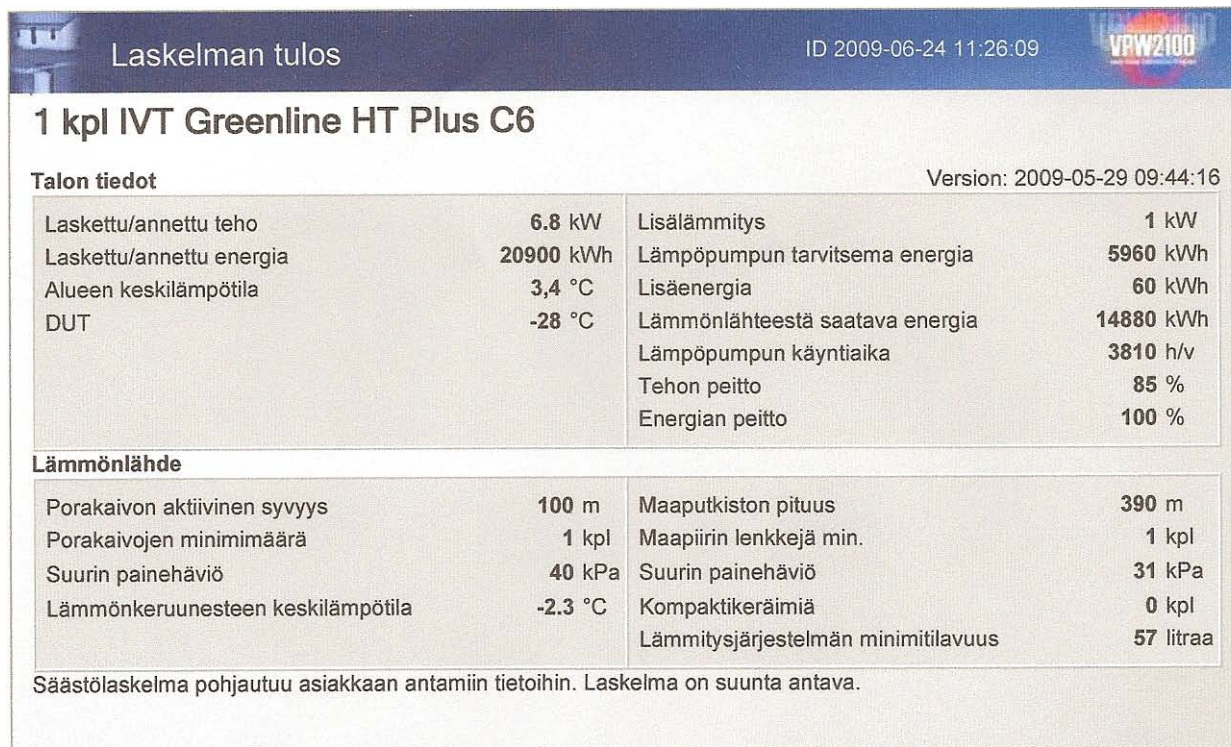 Laskelman tulos
ID 2009-06-24 11:26:09
VPW2100
1 kpl IVT Greenline HT Plus C6
Talon tiedot
Version: 2009-05-29 09:44:16
Laskettu/annettu teho 6.8 kW
Laskettu/annettu energia 20900 kWh
Alueen keskilämpötila 3,4 °C
DUT -28 °C
Lisälämmitys 1 kW
Lämpöpumpun tarvitsema energia 5960 kWh
Lisäenergia 60 kWh
Lämmönlähteestä saatava energia 14880 kWh
Lämpöpumpun käyntiaika 3810 h/v
Tehon peitto 85 %
Energian peitto 100 %
Lämmönlähde
Porakaivon aktiivinen syvyys 100 m
Porakaivojen minimimäärä 1 kpl
Suurin painehäviö 40 kPa
Lämmönkeruunesteen keskilämpötila -2.3 °C
Maaputkiston pituus 390 m
Maapiirin lenkkejä min. 1 kpl
Suurin painehäviö 31 kPa
Kompaktikeräimiä 0 kpl
Lämmitysjärjestelmän minimitilavuus 57 litraa
Säästölaskelma pohjautuu asiakkaan antamiin tietoihin. Laskelma on suunta antava.